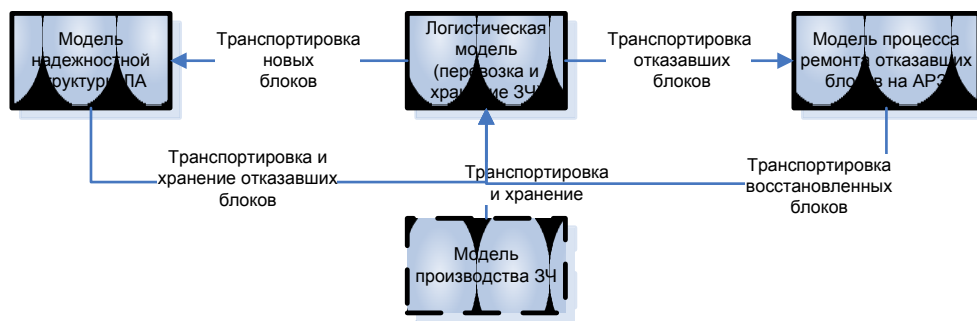 Модель
надежностной
структуры ЛА
Транспортировка
новых
блоков
Логистическая
модель
(перевозка и
хранение ЗЧ)
Транспортировка
отказавших
блоков
Модель процесса
ремонта отказавших
блоков на АРЗ
Транспортировка и
хранение отказавших
блоков
Транспортировка
и хранение
Транспортировка
восстановленных
блоков
Модель
производства ЗЧ